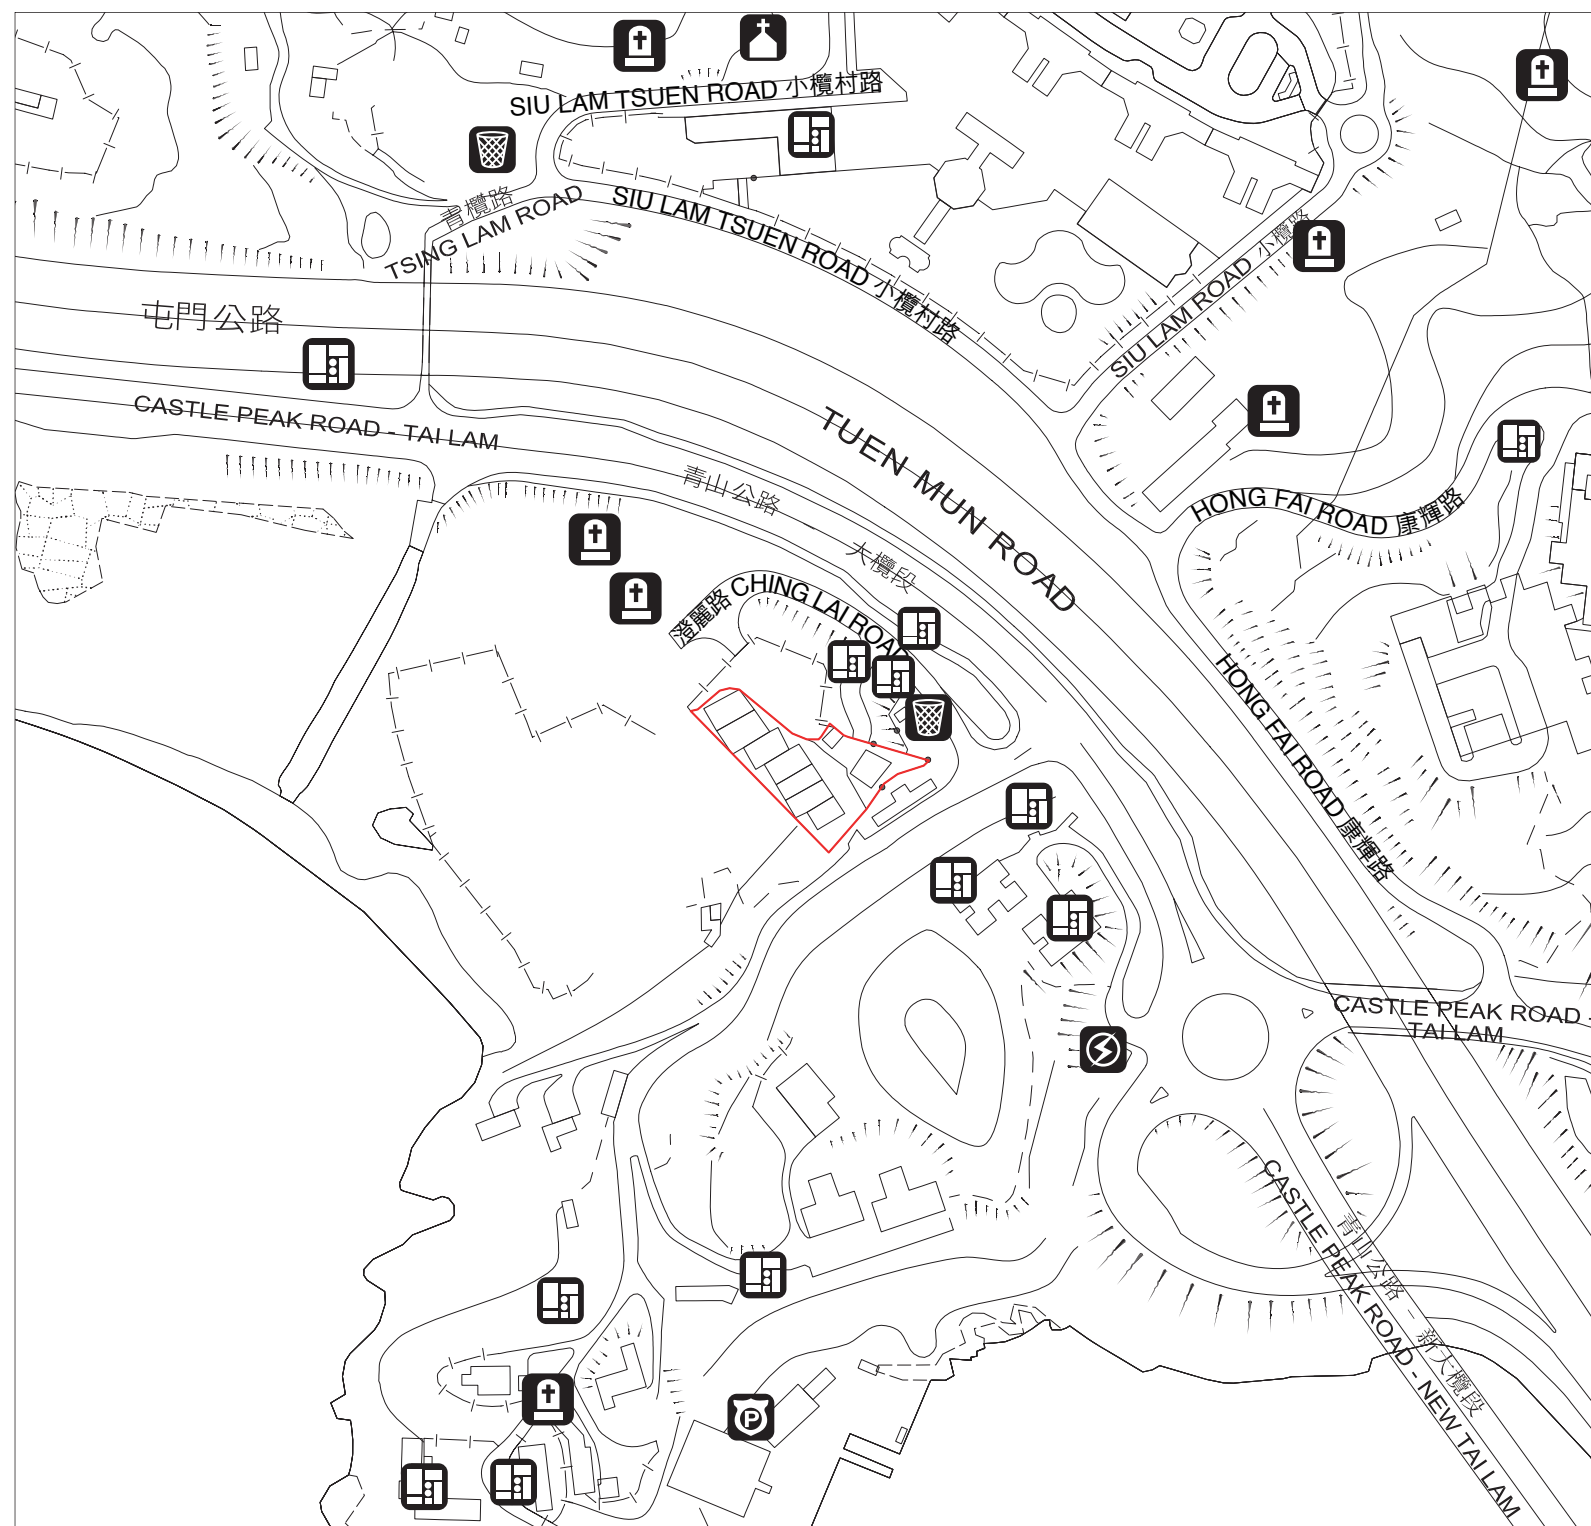 SIU LAM TSUEN ROAD 小欖村路
青欖路
TSING LAM ROAD
SIU LAM TSUEN ROAD 小欖村路
SIU LAM ROAD 小欖路
屯門公路
CASTLE PEAK ROAD - TAI LAM
TUEN MUN ROAD
青山公路
大欖段
HONG FAI ROAD 康輝路
澄麗路 CHING LAI ROAD
HONG FAI ROAD 康輝路
CASTLE PEAK ROAD -
TAI LAM
青山公路 - 新大欖段
CASTLE PEAK ROAD - NEW TAI LAM
P